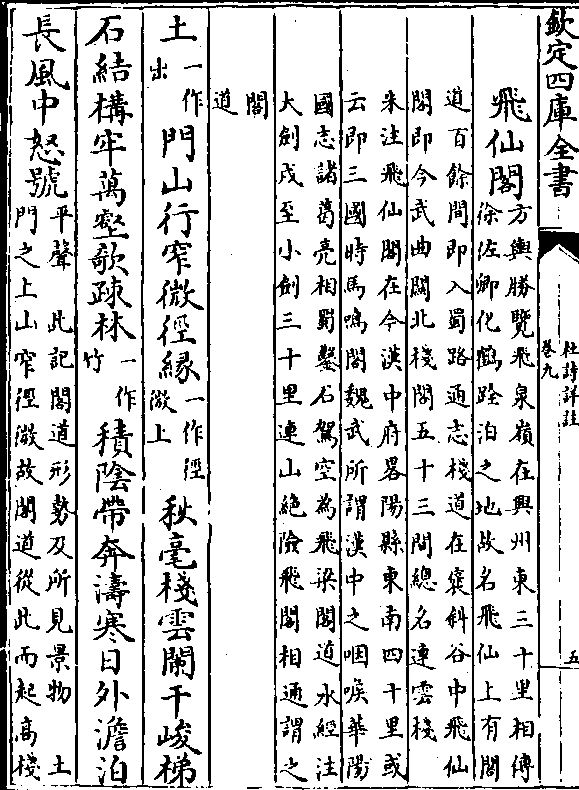 欽定四庫全書
杜詩詳註
卷九
五
飛仙閣
方輿勝覽飛泉嶺在興州東三十里相傳
徐佐卿化鶴跧泊之地故名飛仙上有閣
道百餘間即入蜀路通志棧道在襃斜谷中飛仙
閣即今武曲關北棧閣五十三間總名連雲棧
朱注飛仙閣在今漢中府畧陽縣東南四十里或
云即三國時馬鳴閣魏武所謂漢中之咽喉華陽
國志諸葛亮相蜀鑿石駕空為飛梁閣道水經注
大劍戍至小劍三十里連山絶險飛閣相通謂之
閣
道
土一作出門山行窄微徑縁一作徑微上秋毫棧雲闌干峻梯
石結構牢萬壑欹疎林一作竹積陰帶奔濤寒日外澹泊
長風中怒號
平聲　此記閣道形勢及所見景物　土
門之上山窄徑微故閣道從此而起高棧